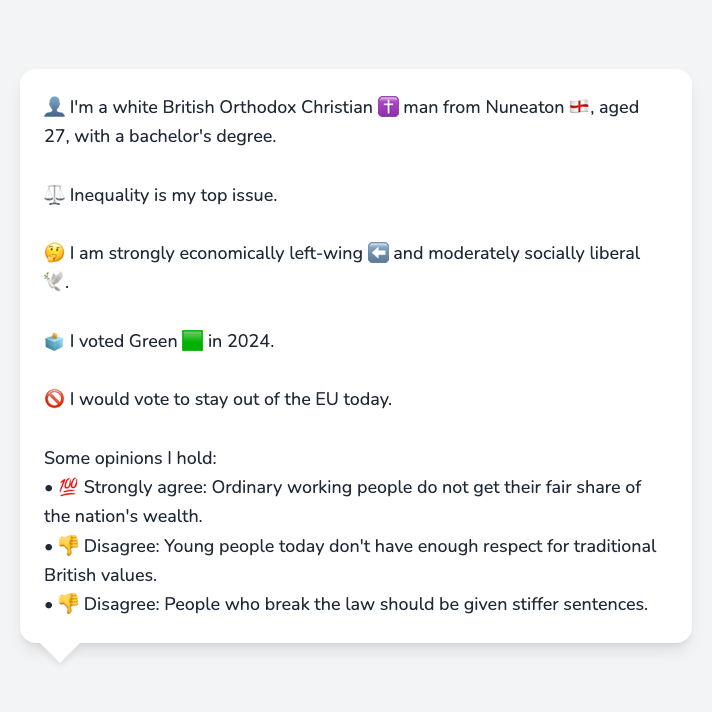 👤 I'm a white British Orthodox Christian ✝️ man from Nuneaton 🏴󠁧󠁢󠁥󠁮󠁧󠁿, aged
27, with a bachelor's degree.
⚖️ Inequality is my top issue.
🤔 I am strongly economically left-wing ⬅️ and moderately socially liberal
🕊️.
🗳️ I voted Green 🟩 in 2024.
🚫 I would vote to stay out of the EU today.
Some opinions I hold:
• 💯 Strongly agree: Ordinary working people do not get their fair share of
the nation's wealth.
• 👎 Disagree: Young people today don't have enough respect for traditional
British values.
• 👎 Disagree: People who break the law should be given stiffer sentences.